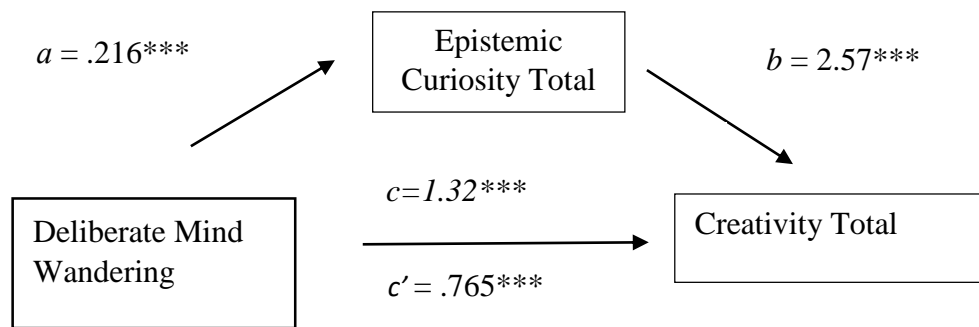 a = .216***
Epistemic
Curiosity Total
b = 2.57***
c=1.32***
Deliberate Mind
Wandering
Creativity Total
c’ = .765***